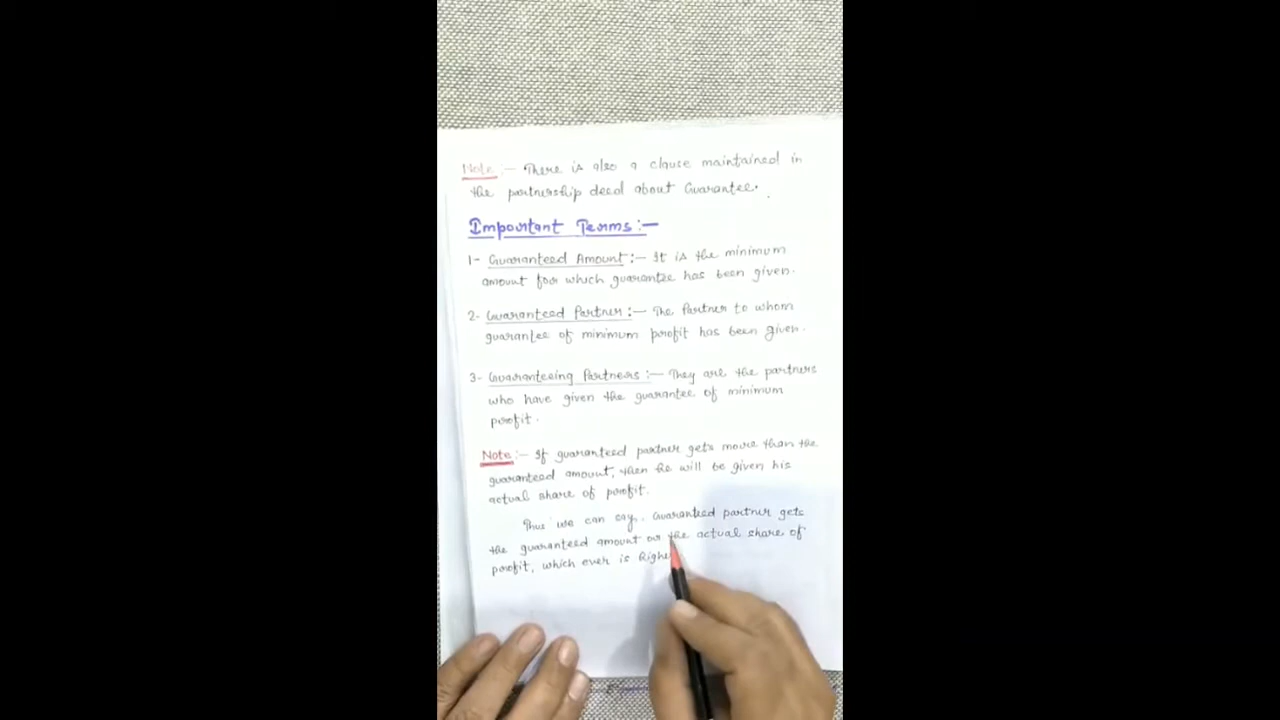 Note :- There is also a clause maintained in
the partnership deed about Guarantee.
Important Terms :-
1- Guaranteed Amount :- It is the minimum
amount for which guarantee has been given.
2- Guaranteed Partner :- The Partner to whom
guarantee of minimum profit has been given.
3- Guaranteeing Partners :- They are the partners
who have given the guarantee of minimum
profit.
Note :- If guaranteed partner gets more than the
guaranteed amount, then he will be given his
actual share of profit.
Thus we can say, Guaranteed partner gets
the guaranteed amount or the actual share of
profit, which ever is